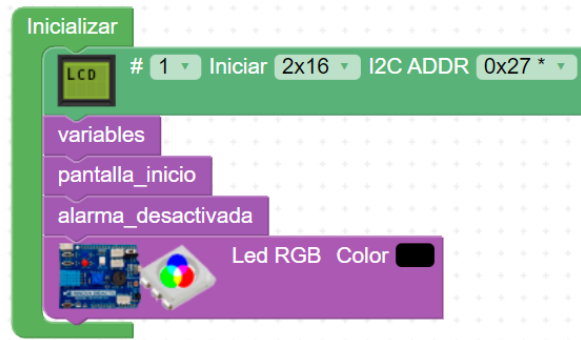 Inicializar
LCD # 1 Iniciar 2x16 I2C ADDR 0x27 *
variables
pantalla_inicio
alarma_desactivada
Led RGB Color